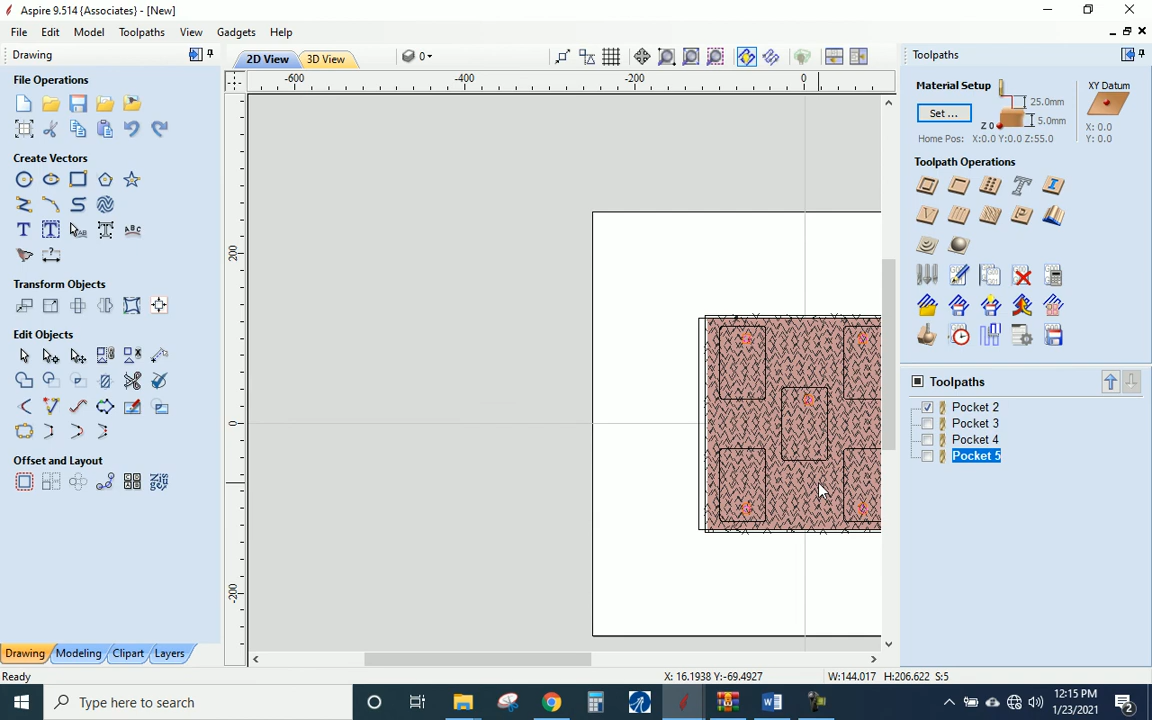 Aspire 9.514 {Associates} - [New]
File Edit Model Toolpaths View Gadgets Help
Drawing
File Operations
Create Vectors
Transform Objects
Edit Objects
Offset and Layout
Drawing Modeling Clipart Layers
2D View 3D View 0
-600 -400 -200 0
200
0
-200
Toolpaths
Material Setup
Set ...
25.0mm
Z 0
5.0mm
Home Pos: X:0.0 Y:0.0 Z:55.0
XY Datum
X: 0.0
Y: 0.0
Toolpath Operations
Toolpaths
Pocket 2
Pocket 3
Pocket 4
Pocket 5
Ready
X: 16.1938 Y:-69.4927
W:144.017 H:206.622 S:5
Type here to search
12:15 PM
1/23/2021
2